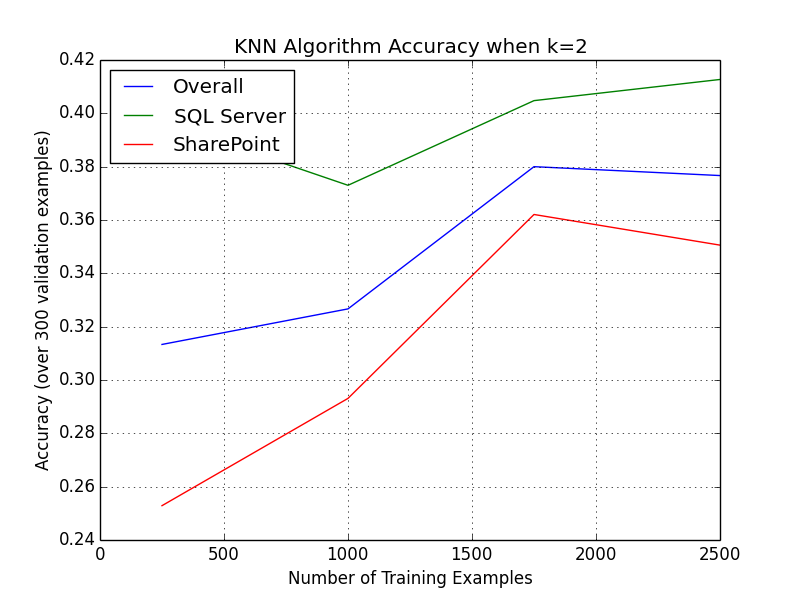 KNN Algorithm Accuracy when k=2
Overall
SQL Server
SharePoint
Accuracy (over 300 validation examples)
0.42
0.40
0.38
0.36
0.34
0.32
0.30
0.28
0.26
0.24
0
500
1000
1500
2000
2500
Number of Training Examples